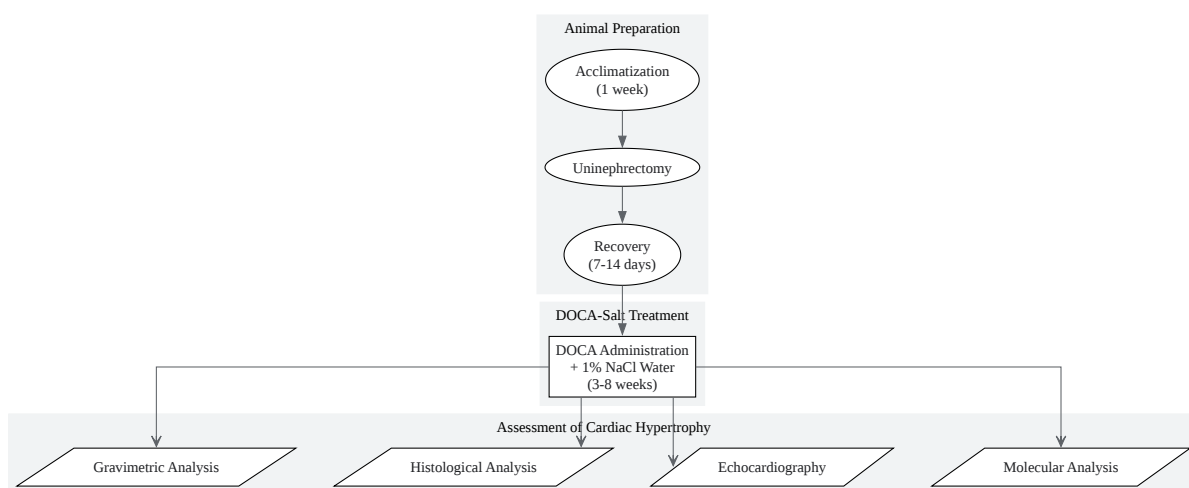 Animal Preparation
Acclimatization
(1 week)
Uninephrectomy
Recovery
(7-14 days)
DOCA-Salt Treatment
DOCA Administration
+ 1% NaCl Water
(3-8 weeks)
Assessment of Cardiac Hypertrophy
Gravimetric Analysis
Histological Analysis
Echocardiography
Molecular Analysis